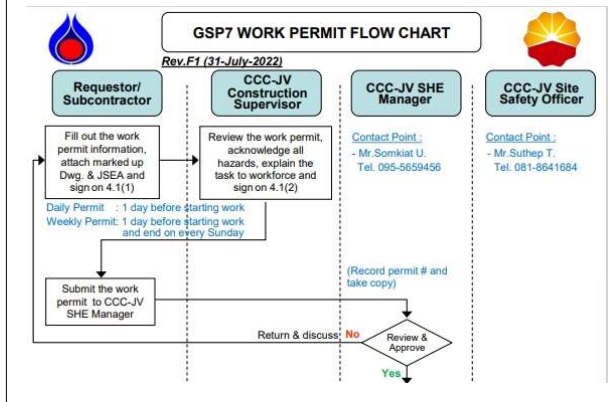 GSP7 WORK PERMIT FLOW CHART
Rev.F1 (31-July-2022)
Requestor/
Subcontractor
CCC-JV
Construction
Supervisor
CCC-JV SHE
Manager
CCC-JV Site
Safety Officer
Fill out the work
permit information,
attach marked up
Dwg. & JSEA and
sign on 4.1(1)
Review the work permit,
acknowledge all
hazards, explain the
task to workforce and
sign on 4.1(2)
Contact Point :
- Mr.Somkiat U.
Tel. 095-5659456
Contact Point :
- Mr.Suthep T.
Tel. 081-8641684
Daily Permit : 1 day before starting work
Weekly Permit: 1 day before starting work
and end on every Sunday
Submit the work
permit to CCC-JV
SHE Manager
(Record permit # and
take copy)
Return & discuss No
Review &
Approve
Yes